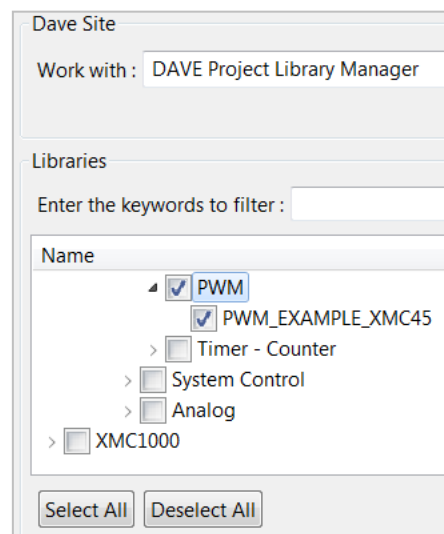 Dave Site
Work with : DAVE Project Library Manager
Libraries
Enter the keywords to filter :
Name
PWM
PWM_EXAMPLE_XMC45
Timer - Counter
System Control
Analog
XMC1000
Select All Deselect All